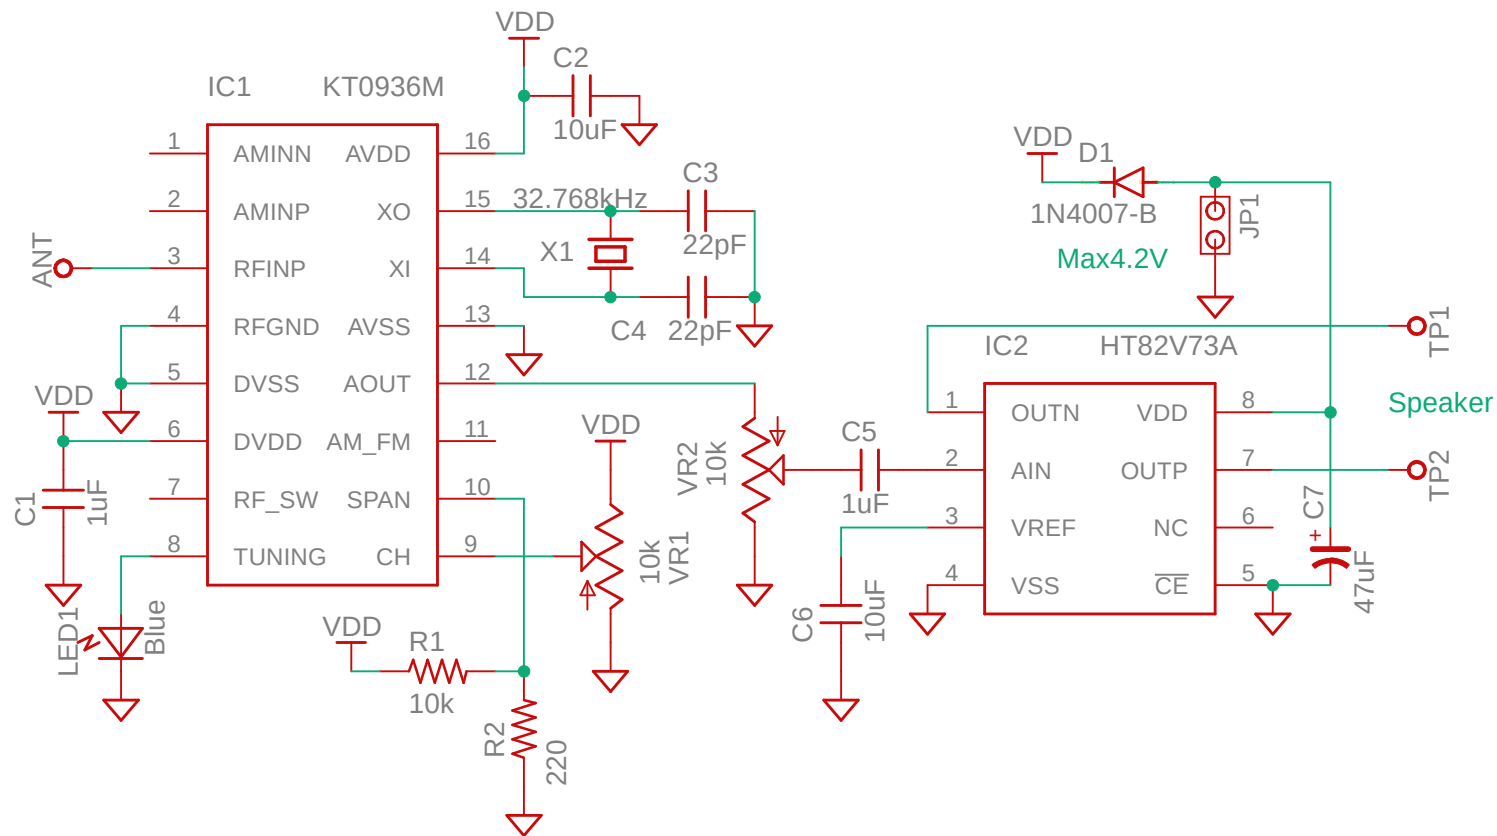 VDD
C2
10uF
IC1
KT0936M
1
AMINN
AVDD
16
2
AMINP
XO
15
3
RFINP
XI
14
4
RFGND
AVSS
13
5
DVSS
AOUT
12
6
DVDD
AM_FM
11
7
RF_SW
SPAN
10
8
TUNING
CH
9
ANT
VDD
C1
1uF
LED1
Blue
32.768kHz
X1
C3
22pF
C4
22pF
VDD
10k
VR1
VDD
R1
10k
R2
220
VR2
10k
C5
1uF
C6
10uF
VDD
D1
1N4007-B
Max4.2V
JP1
IC2
HT82V73A
1
OUTN
VDD
8
2
AIN
OUTP
7
3
VREF
NC
6
4
VSS
CE
5
C7
+
47uF
TP1
Speaker
TP2